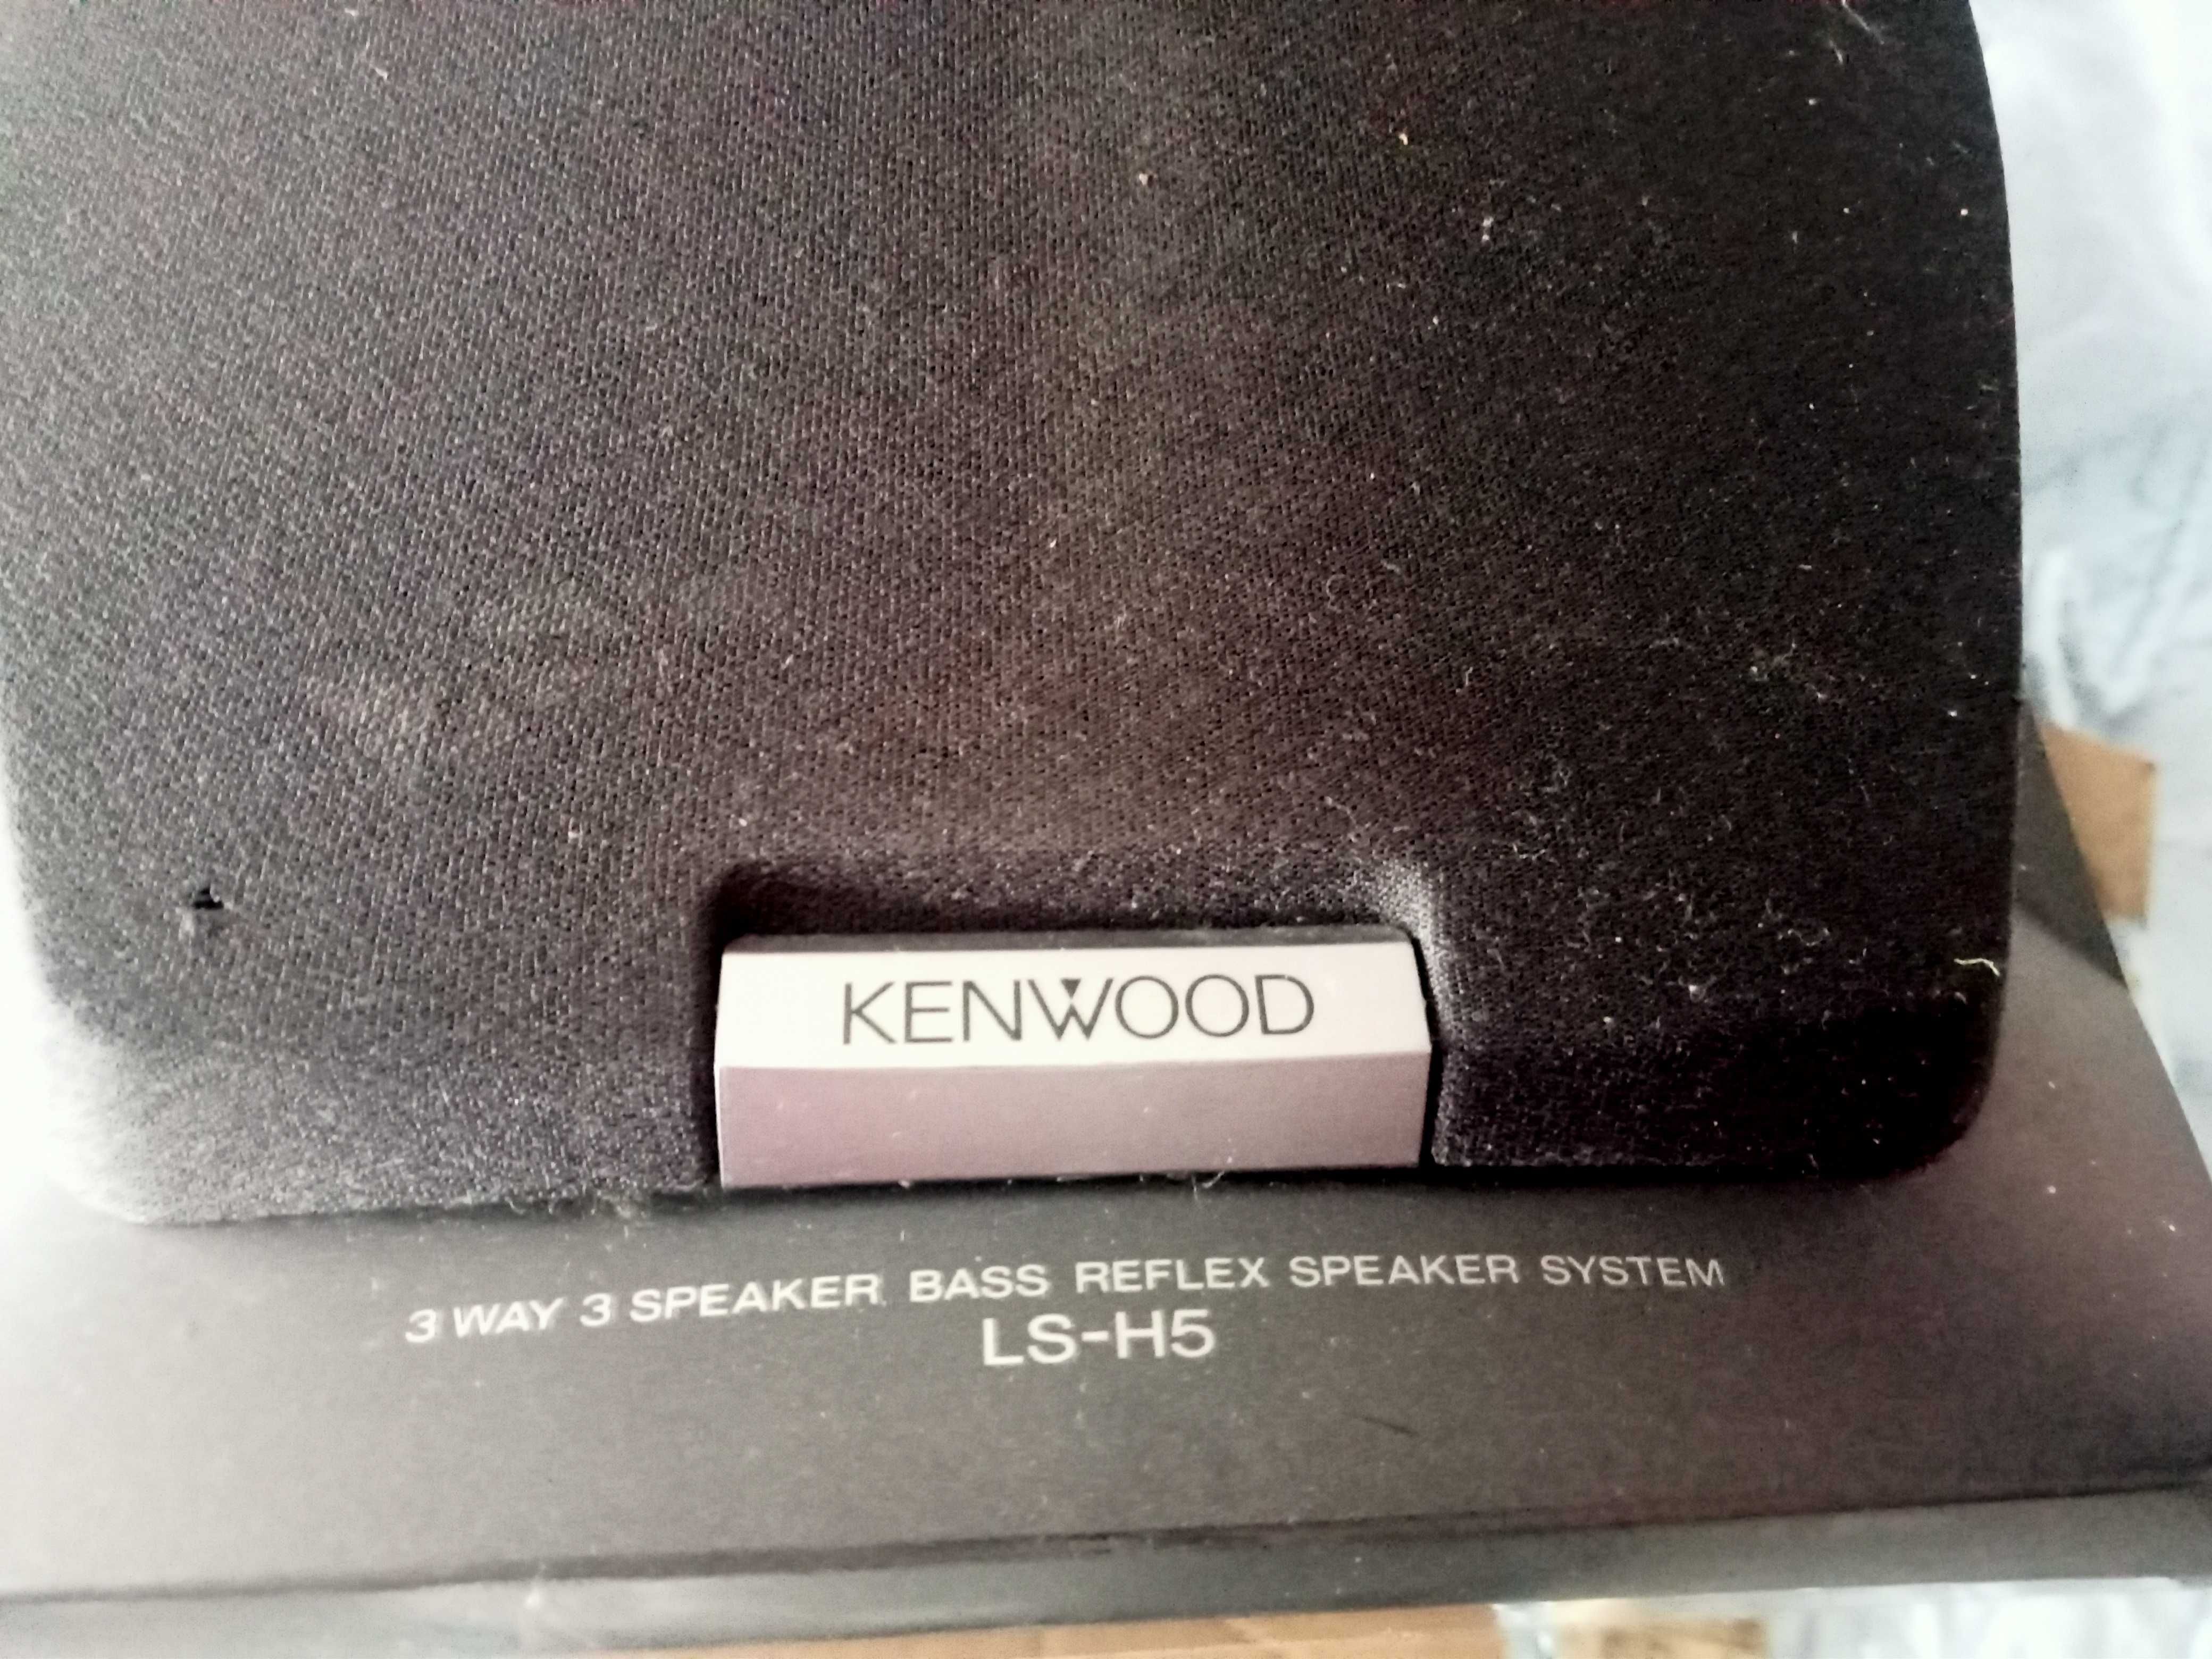 KENWOOD
3 WAY 3 SPEAKER BASS REFLEX SPEAKER SYSTEM
LS-H5